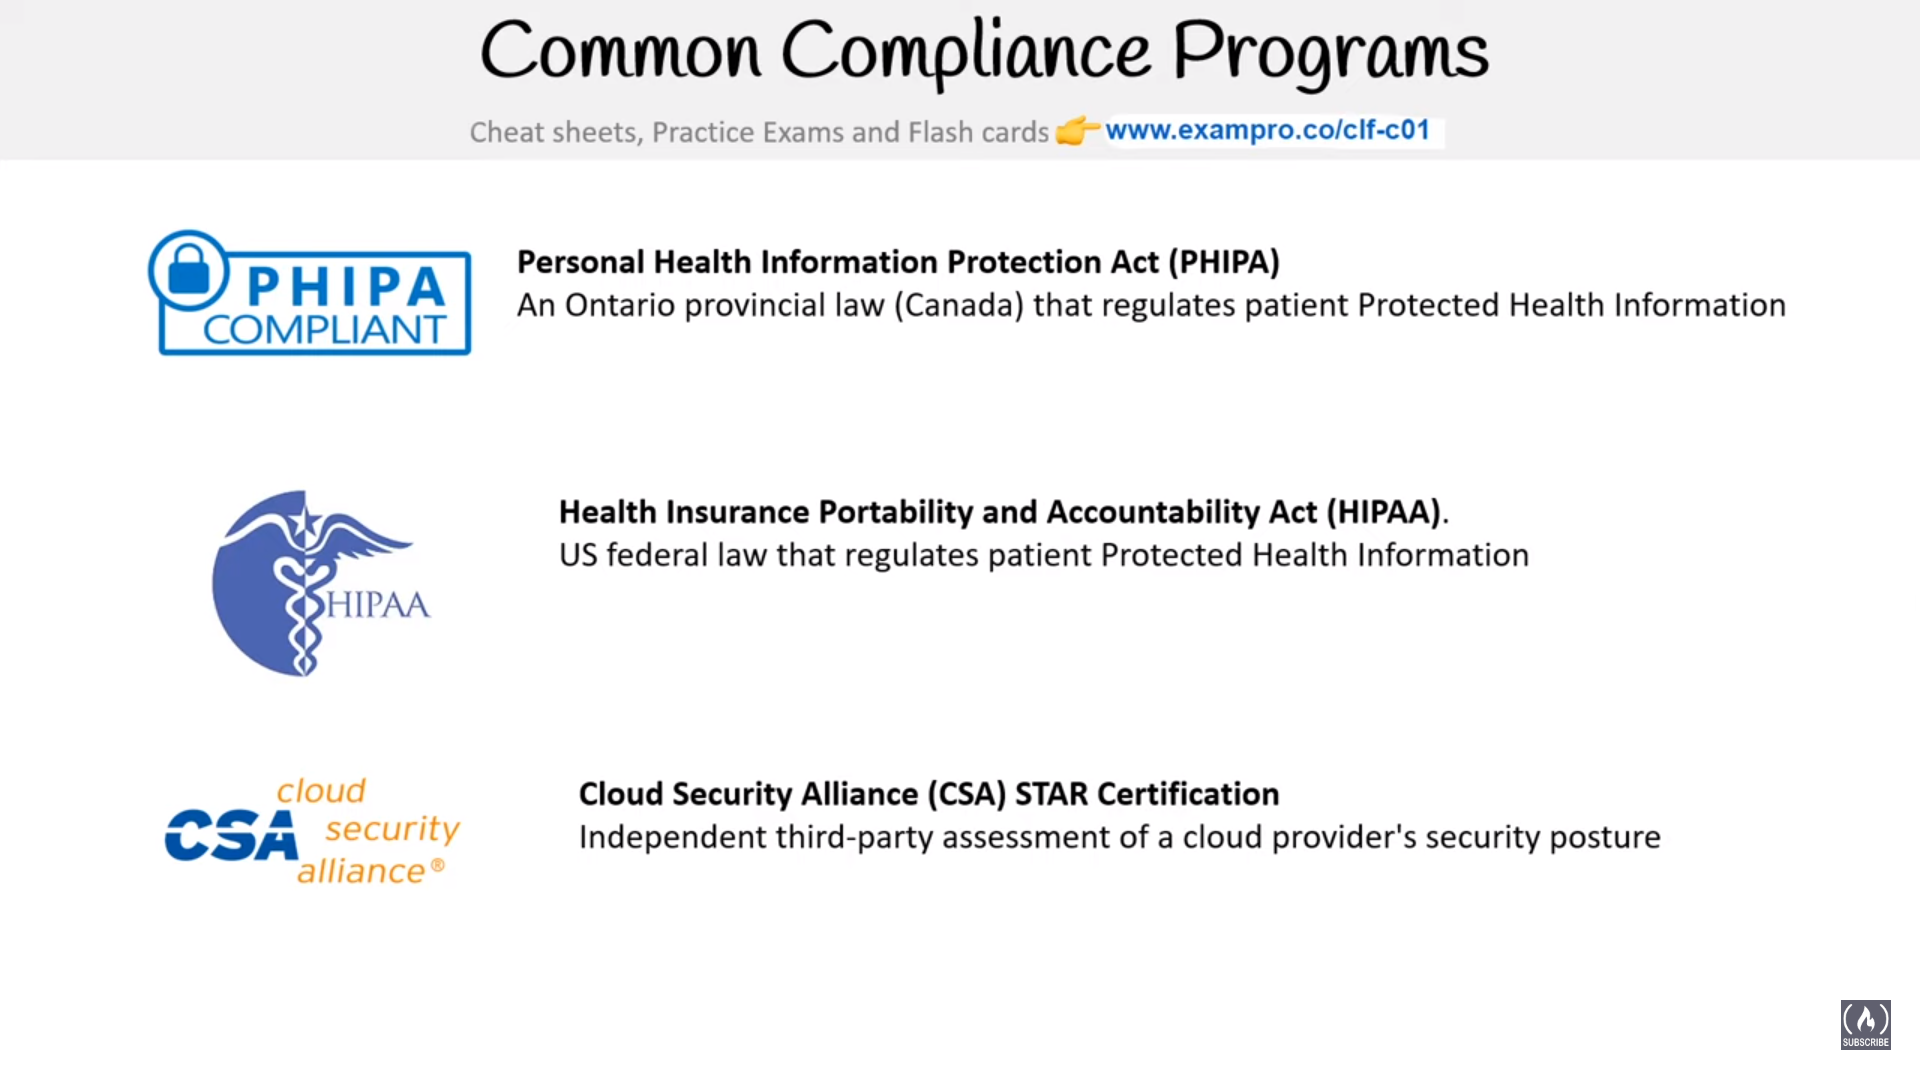 Common Compliance Programs
Cheat sheets, Practice Exams and Flash cards 👉 www.exampro.co/clf-c01
PHIPA
COMPLIANT
Personal Health Information Protection Act (PHIPA)
An Ontario provincial law (Canada) that regulates patient Protected Health Information
HIPAA
Health Insurance Portability and Accountability Act (HIPAA).
US federal law that regulates patient Protected Health Information
CSA
cloud
security
alliance®
Cloud Security Alliance (CSA) STAR Certification
Independent third-party assessment of a cloud provider's security posture
SUBSCRIBE